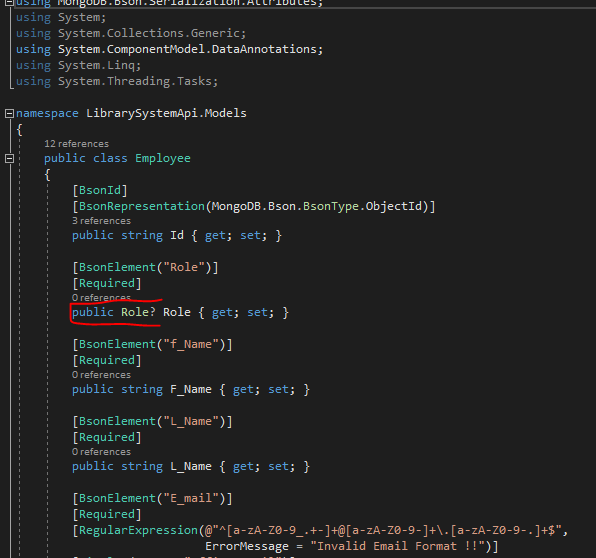 using MongoDB.Bson.Serialization.Attributes;
using System;
using System.Collections.Generic;
using System.ComponentModel.DataAnnotations;
using System.Linq;
using System.Threading.Tasks;
namespace LibrarySystemApi.Models
{
12 references
public class Employee
{
[BsonId]
[BsonRepresentation(MongoDB.Bson.BsonType.ObjectId)]
3 references
public string Id { get; set; }
[BsonElement("Role")]
[Required]
0 references
public Role? Role { get; set; }
[BsonElement("f_Name")]
[Required]
0 references
public string F_Name { get; set; }
[BsonElement("L_Name")]
[Required]
0 references
public string L_Name { get; set; }
[BsonElement("E_mail")]
[Required]
[RegularExpression(@"^[a-zA-Z0-9_.+-]+@[a-zA-Z0-9-]+\.[a-zA-Z0-9-.]+$",
ErrorMessage = "Invalid Email Format !!")]